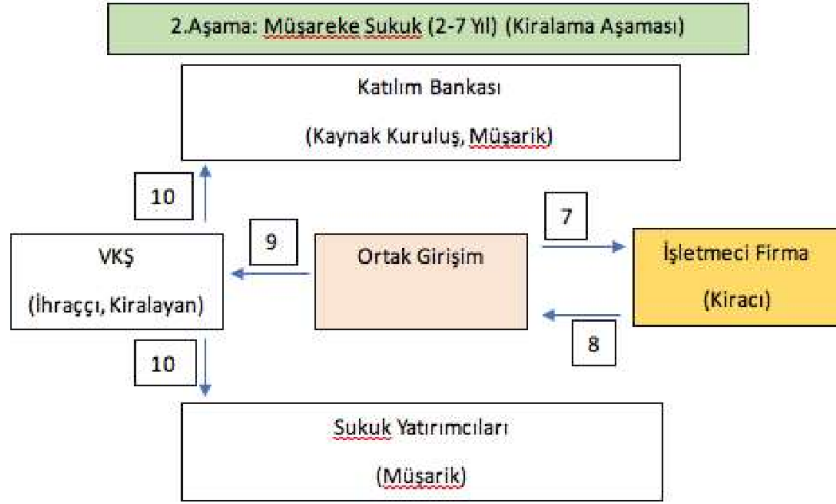 2.Aşama: Müşareke Sukuk (2-7 Yıl) (Kiralama Aşaması)
Katılım Bankası
(Kaynak Kuruluş, Müşarik)
10
7
9
VKŞ
(İhraççı, Kiralayan)
Ortak Girişim
İşletmeci Firma
(Kiracı)
8
10
Sukuk Yatırımcıları
(Müşarik)